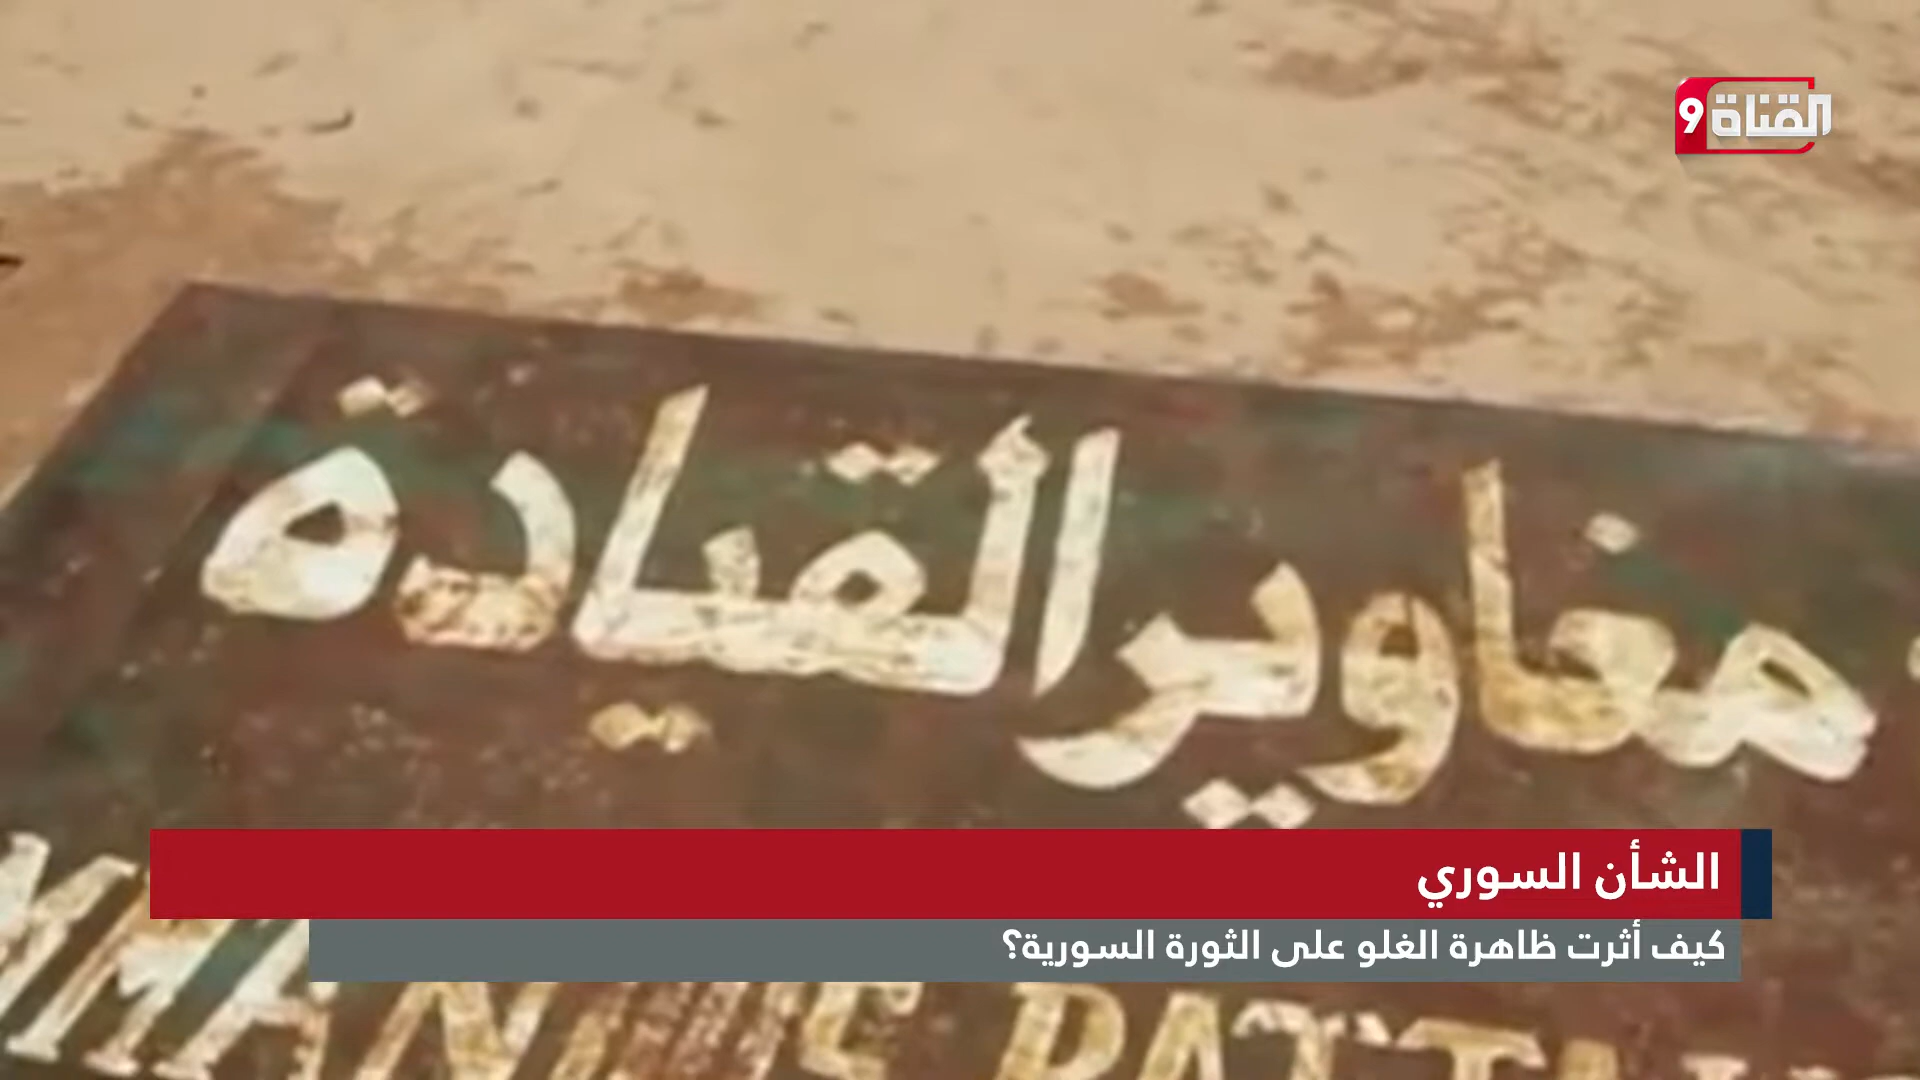 القناة 9
مغاوير القيادة
الشأن السوري
كيف أثرت ظاهرة الغلو على الثورة السورية؟